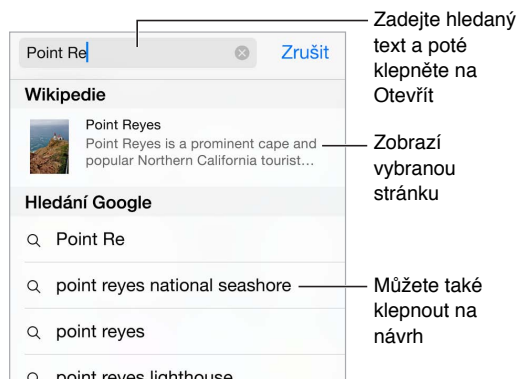 Point Re
Zrušit
Wikipedie
Point Reyes
Point Reyes is a prominent cape and
popular Northern California tourist…
Hledání Google
Point Re
point reyes national seashore
point reyes
point reyes lighthouse
Zadejte hledaný
text a poté
klepněte na
Otevřít
Zobrazí
vybranou
stránku
Můžete také
klepnout na
návrh